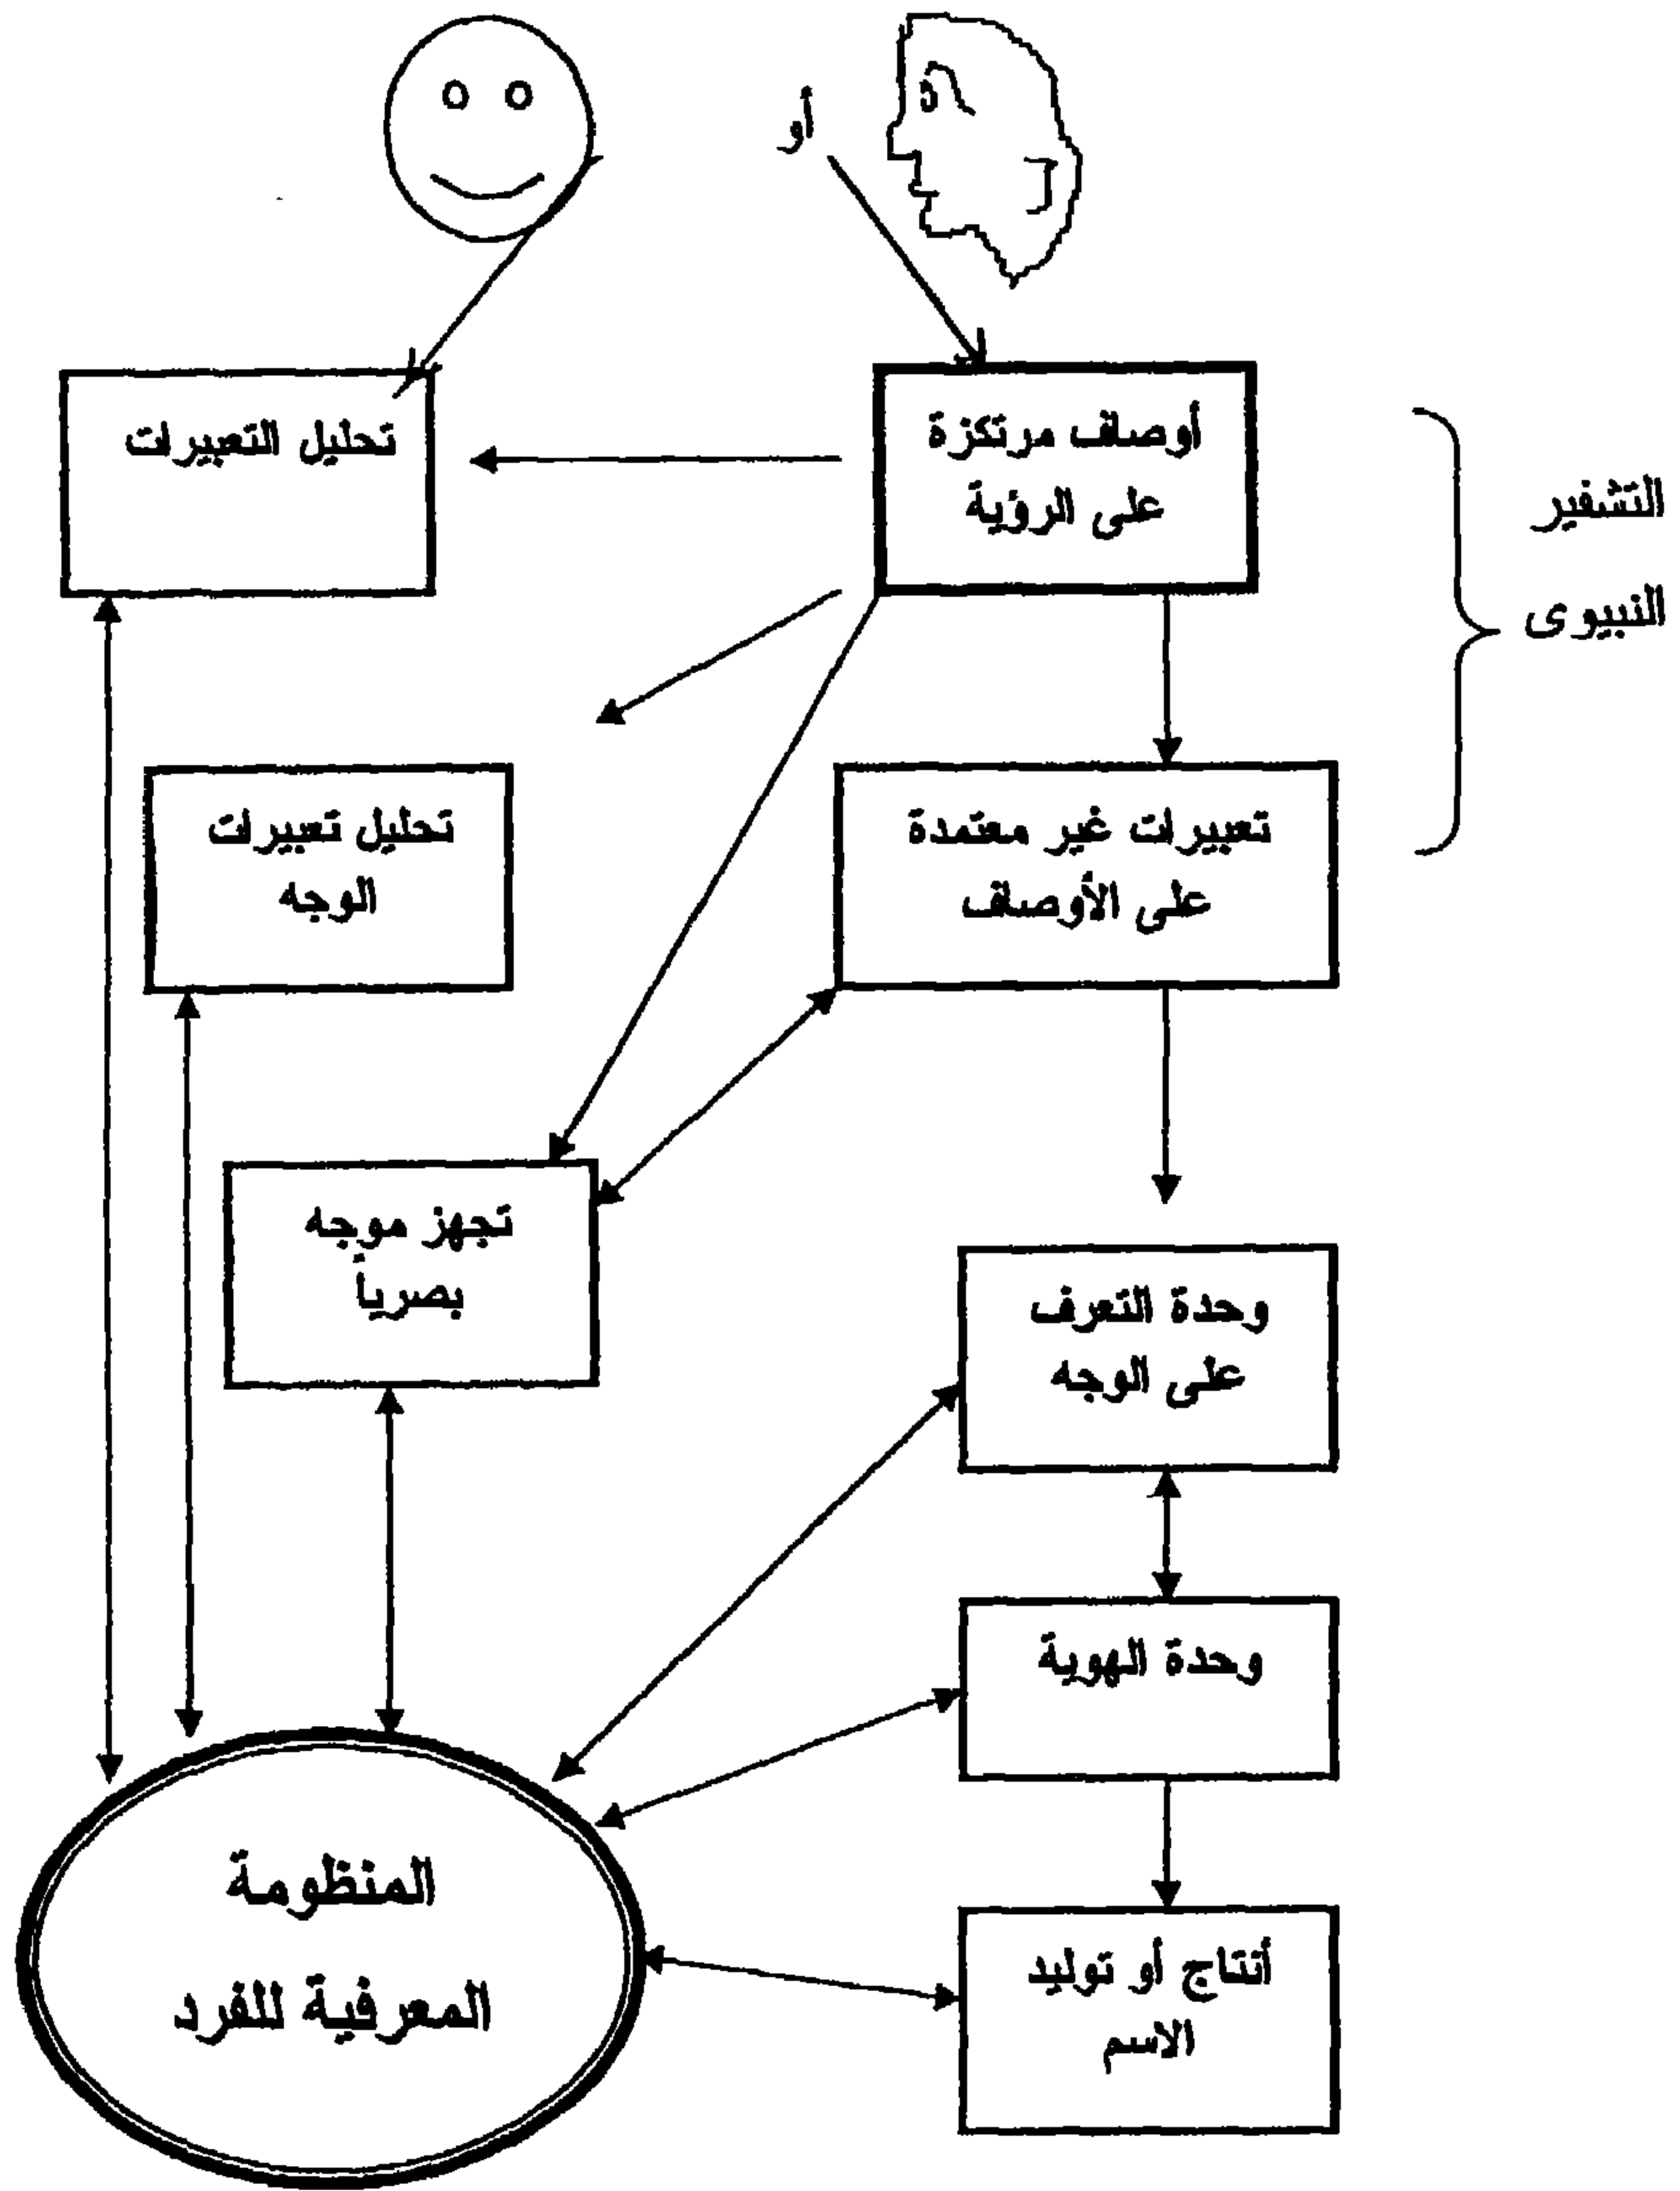 أو
أوصاف مرتكزة
على الرؤية
تحليل التعبيرات
التشفير
النبيوى
تعبيرات غير معتمدة
على الأوصاف
تحليل تعبيرات
الوجه
تجهز موجه
بصرياً
وحدة التعرف
على الوجه
وحدة الهوية
المنظومة
المعرفية للفرد
أنتاج أو توليد
الاسم